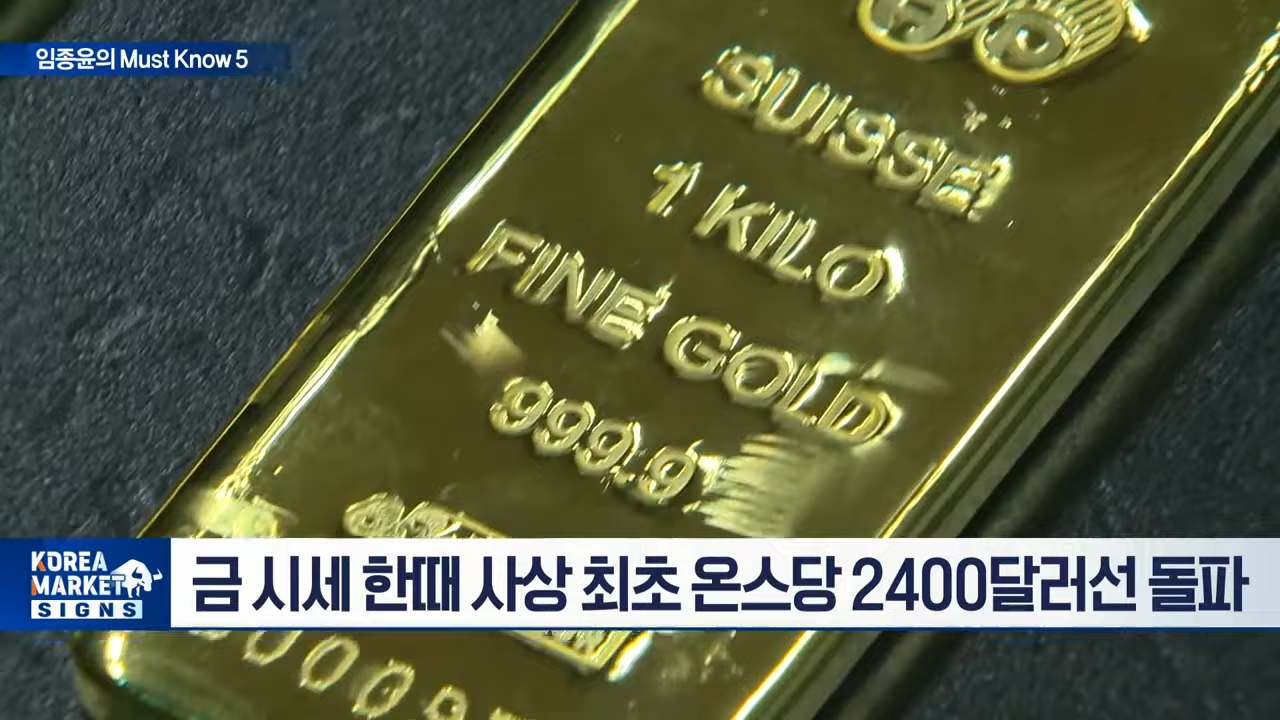 임종윤의 Must Know 5
SUISSE
1 KILO
FINE GOLD
999.9
KOREA
MARKET
SIGNS
금 시세 한때 사상 최초 온스당 2400달러선 돌파